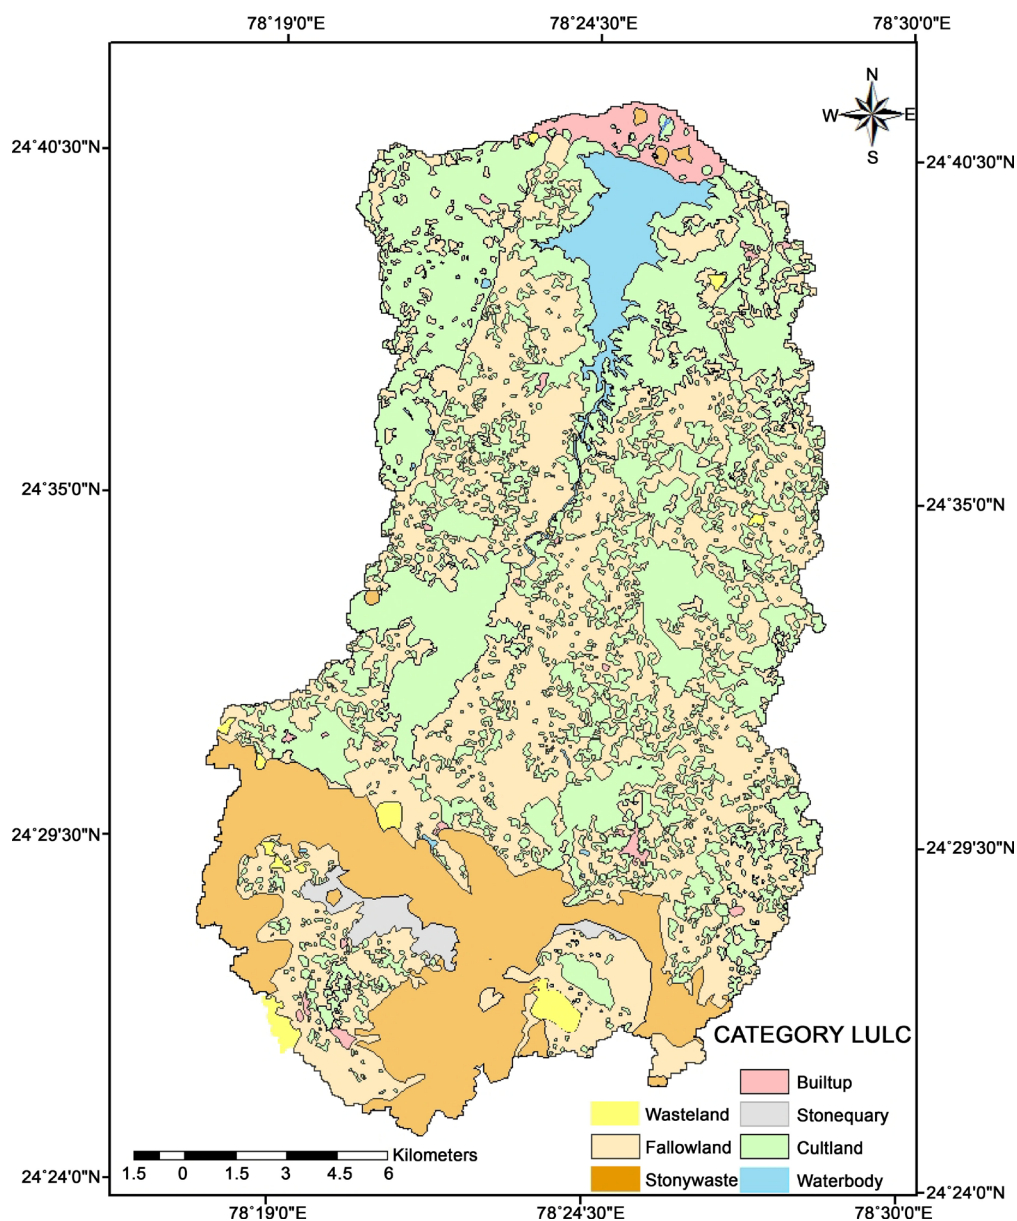 78°19'0"E 78°24'30"E 78°30'0"E
N
W E
S
24°40'30"N 24°40'30"N
24°35'0"N 24°35'0"N
24°29'30"N 24°29'30"N
CATEGORY LULC
Builtup
Wasteland Stonequary
Fallowland Cultland
Stonywaste Waterbody
Kilometers
1.5 0 1.5 3 4.5 6
24°24'0"N 24°24'0"N
78°19'0"E 78°24'30"E 78°30'0"E